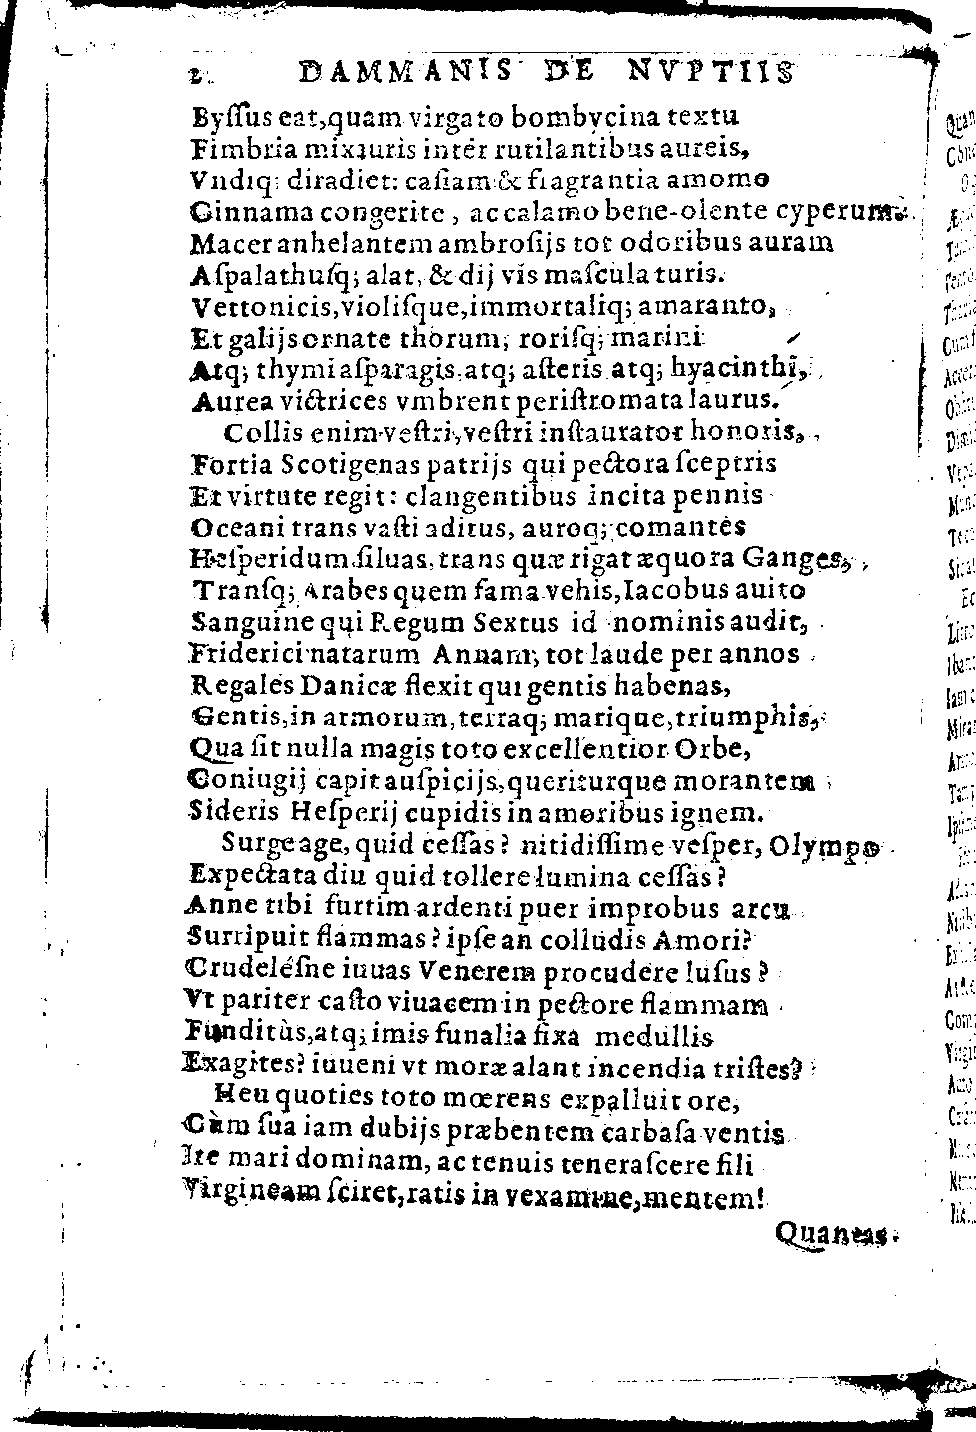 2. DAMMANIS DE NVPTIIS
Byſſus eat, quam virgato bombycina textu
Fimbria mixturis intèr rutilantibus aureis,
Vndiq; diradiet: caſiam & flagrantia amomo
Cinnama congerite, ac calamo bene-olente cyperum:
Macer anhelantem ambroſijs tot odoribus auram
Aſpalathuſq; alat, & dij vis maſcula turis.
Vettonicis, violiſque, immortaliq; amaranto,
Et galijs ornate thorum, roriſq; marini
Atq; thymi aſparagis atq; aſteris atq; hyacinthi,
Aurea victrices vmbrent periſtromata laurus.
Collis enim veſtri, veſtri inſtaurator honoris,
Fortia Scotigenas patrijs qui pectora ſceptris
Et virtute regit: clangentibus incita pennis
Oceani trans vaſti aditus, auroq; comantes
Heſperidum ſiluas, trans quæ rigat æquora Ganges,
Tranſq; Arabes quem fama vehis, Iacobus auito
Sanguine qui Regum Sextus id nominis audit,
Friderici natarum Annam, tot laude per annos
Regales Danicæ flexit qui gentis habenas,
Gentis, in armorum, terraq; marique, triumphis,
Qua ſit nulla magis toto excellentior Orbe,
Coniugij capit auſpicijs, queriturque morantem
Sideris Heſperij cupidis in amoribus ignem.
Surge age, quid ceſſas? nitidiſſime veſper, Olympo
Expectata diu quid tollere lumina ceſſas?
Anne tibi furtim ardenti puer improbus arcu
Surripuit flammas? ipſe an colludis Amori?
Crudeléſne iuuas Venerem procudere luſus?
Vt pariter caſto viuacem in pectore flammam
Funditùs, atq; imis funalia fixa medullis
Exagites? iuueni vt moræ alant incendia triſtes?
Heu quoties toto mœrens expalluit ore,
Cùm ſua iam dubijs præbentem carbaſa ventis
Ire mari dominam, ac tenuis teneraſcere fili
Virgineam ſciret, ratis in vexamine, mentem!
Quantas